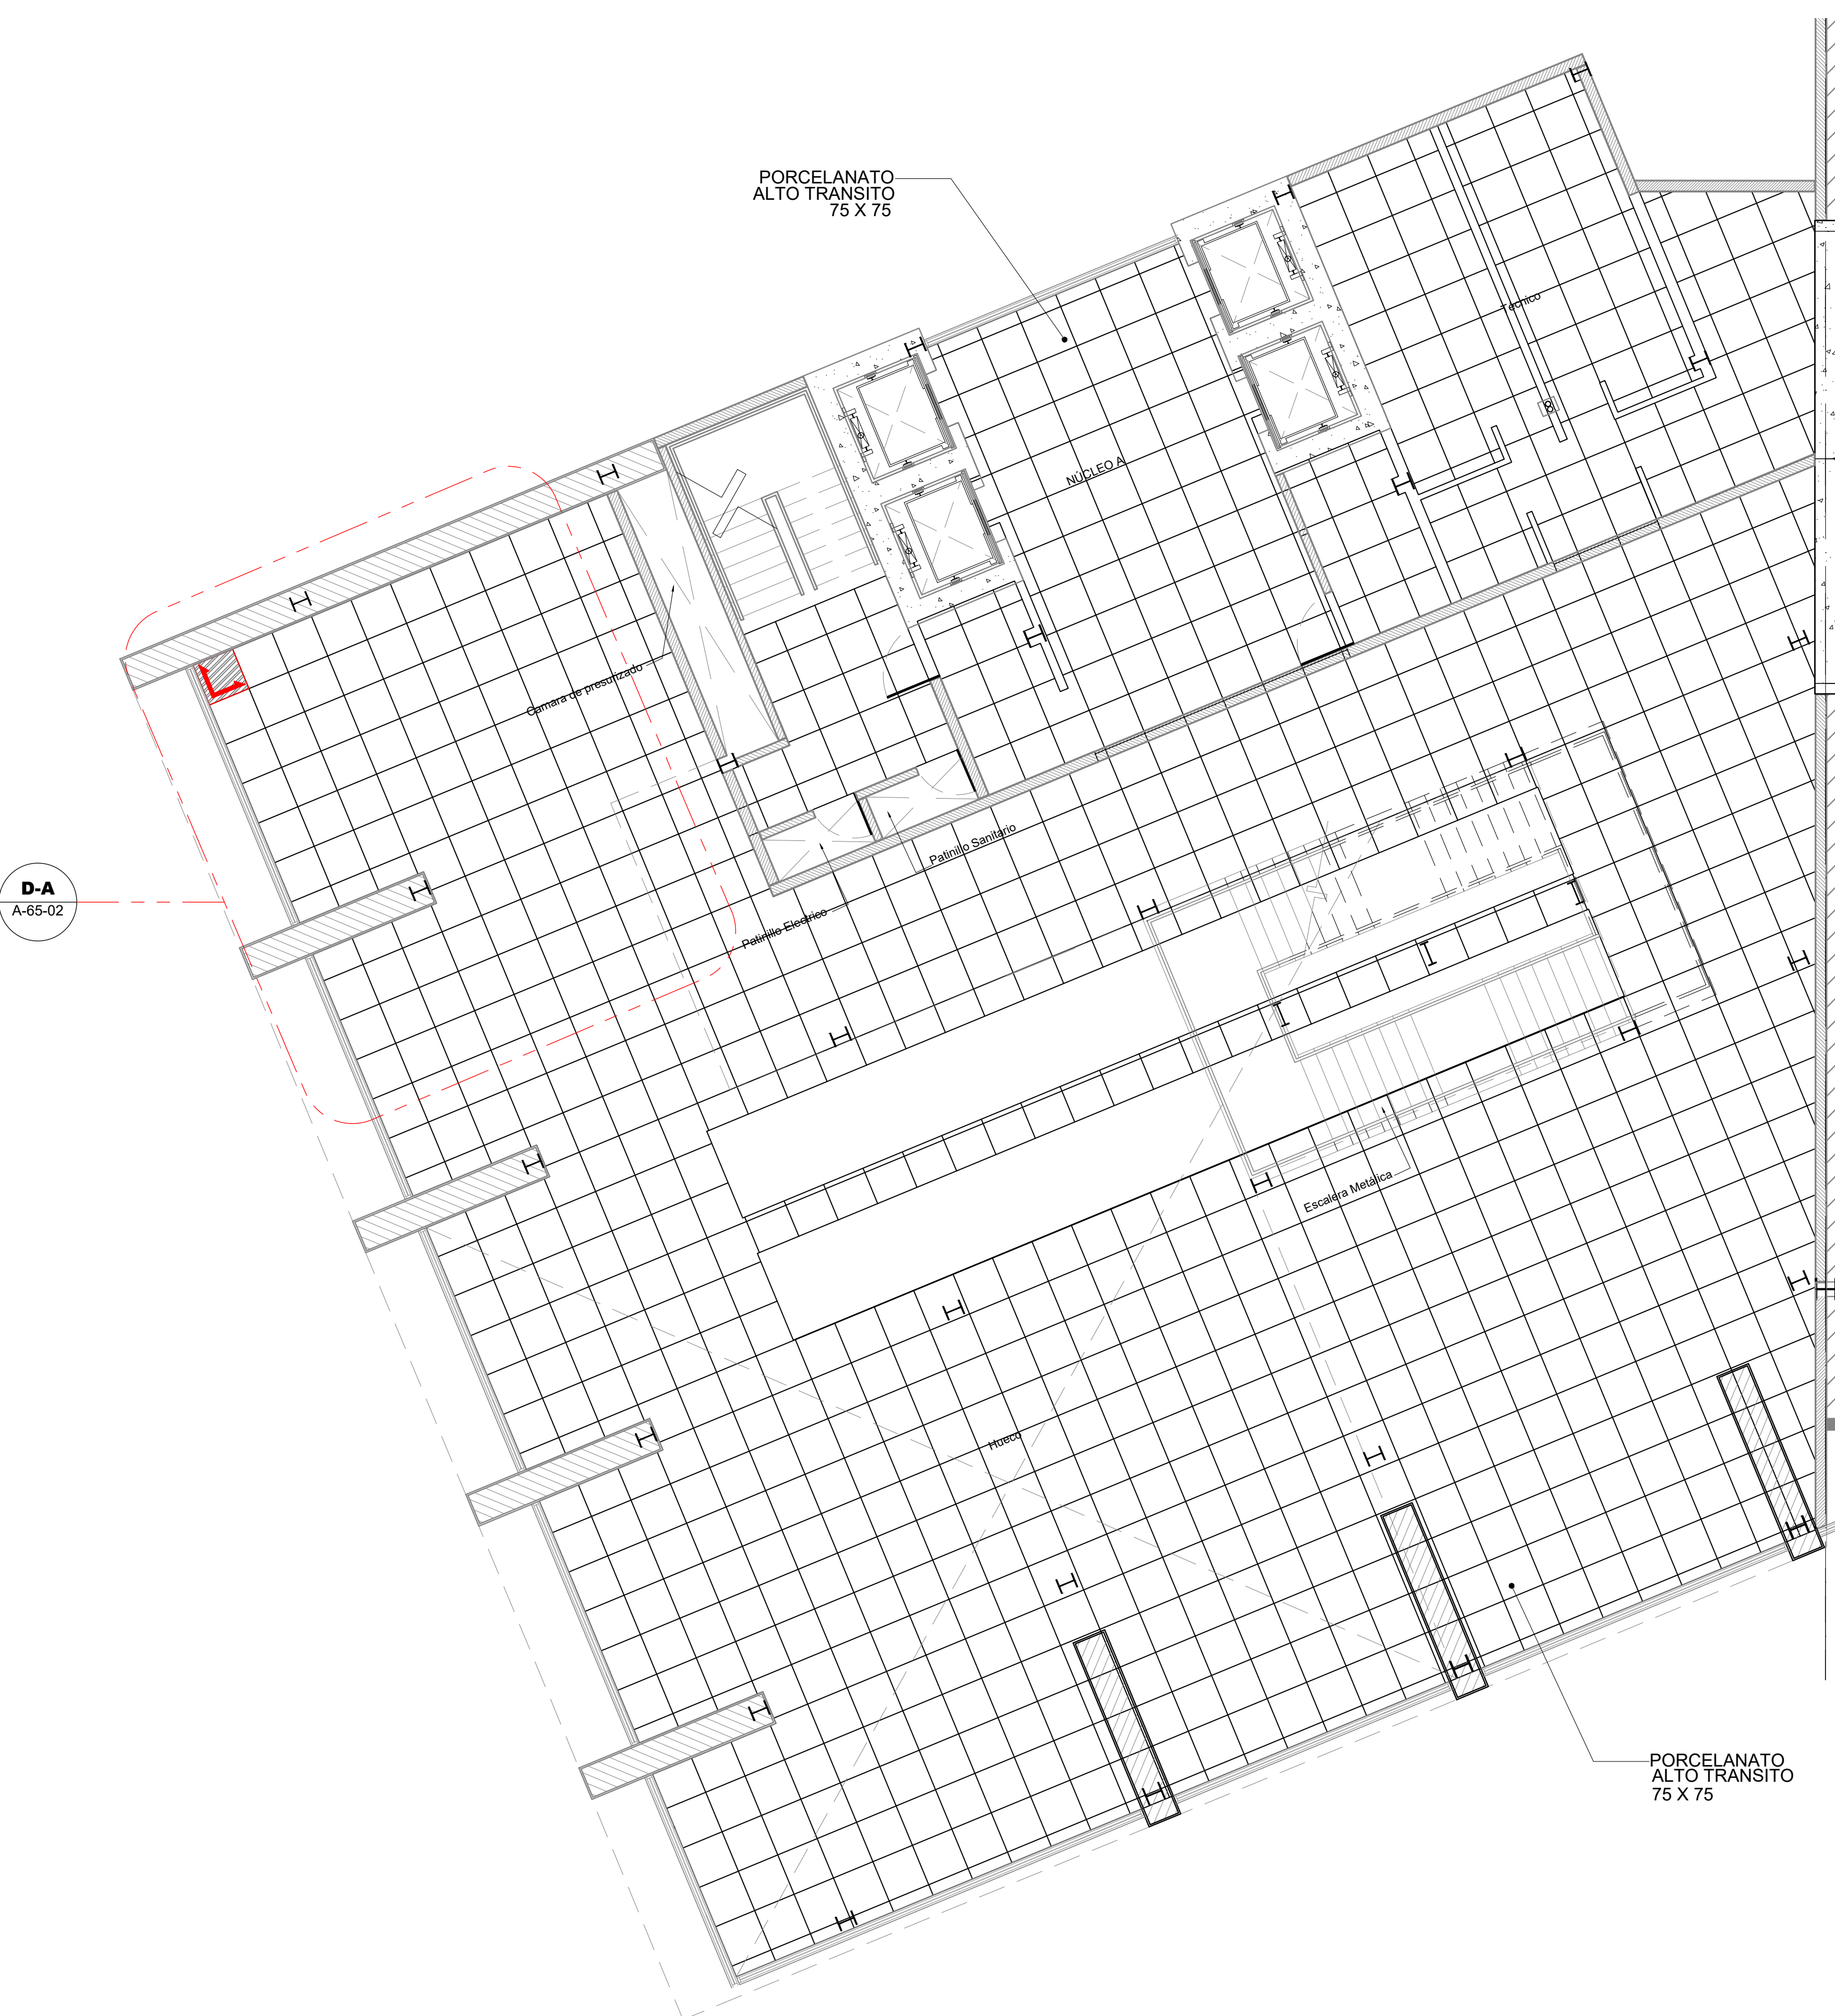 PORCELANATO
ALTO TRANSITO
75 X 75
Técnico
NÚCLEO A
Camara de presurizado
Patinillo Sanitario
D-A
A-65-02
Patinillo Electrico
Escalera Metálica
Hueco
PORCELANATO
ALTO TRANSITO
75 X 75